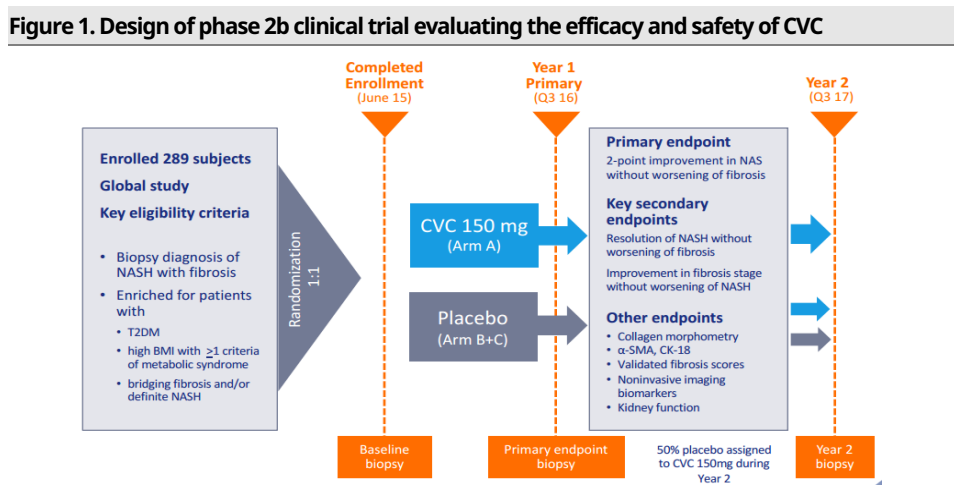 Figure 1. Design of phase 2b clinical trial evaluating the efficacy and safety of CVC
Completed
Enrollment
(June 15)
Year 1
Primary
(Q3 16)
Year 2
(Q3 17)
Enrolled 289 subjects
Global study
Key eligibility criteria
• Biopsy diagnosis of
NASH with fibrosis
• Enriched for patients
with
• T2DM
• high BMI with ≥1 criteria
of metabolic syndrome
• bridging fibrosis and/or
definite NASH
Randomization
1:1
CVC 150 mg
(Arm A)
Placebo
(Arm B+C)
Primary endpoint
2-point improvement in NAS
without worsening of fibrosis
Key secondary
endpoints
Resolution of NASH without
worsening of fibrosis
Improvement in fibrosis stage
without worsening of NASH
Other endpoints
• Collagen morphometry
• α-SMA, CK-18
• Validated fibrosis scores
• Noninvasive imaging
biomarkers
• Kidney function
Baseline
biopsy
Primary endpoint
biopsy
50% placebo assigned
to CVC 150mg during
Year 2
Year 2
biopsy